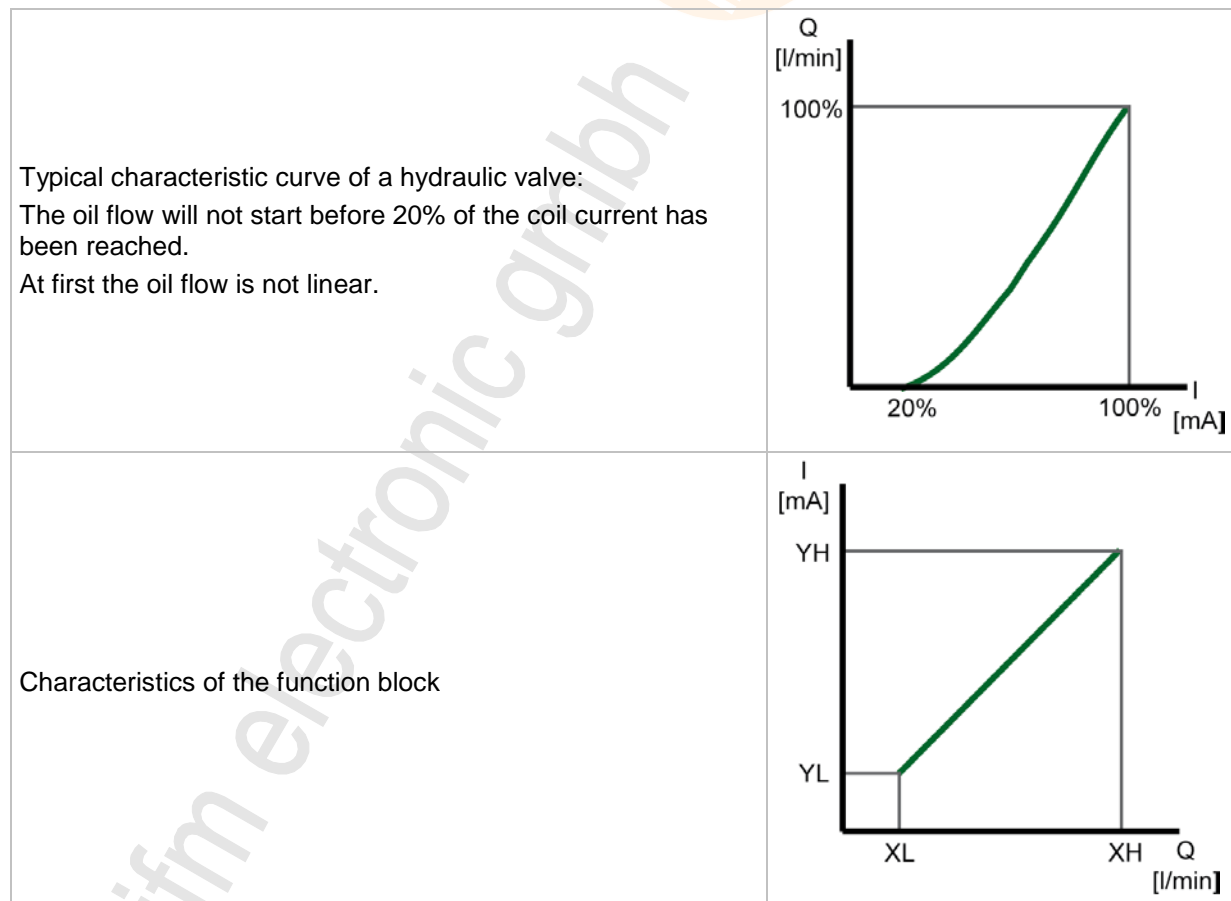 Typical characteristic curve of a hydraulic valve:
The oil flow will not start before 20% of the coil current has
been reached.
At first the oil flow is not linear.
Q
[l/min]
100%
20%
100%
I
[mA]
Characteristics of the function block
I
[mA]
YH
YL
XL
XH
Q
[l/min]
ifm electronic gmbh